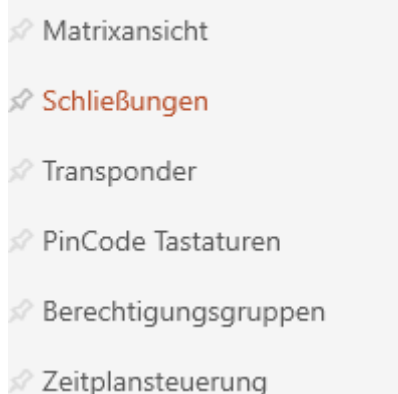 Matrixansicht
Schließungen
Transponder
PinCode Tastaturen
Berechtigungsgruppen
Zeitplansteuerung